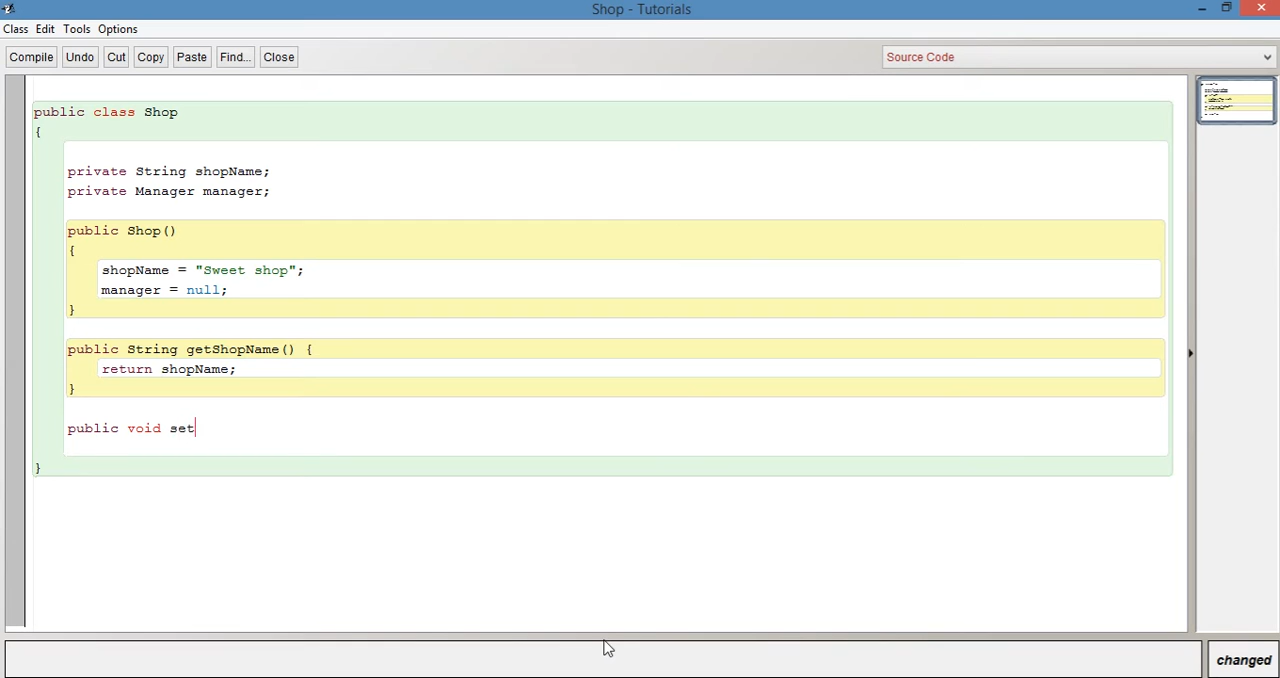 Shop - Tutorials
Class Edit Tools Options
Compile Undo Cut Copy Paste Find... Close Source Code
public class Shop
{
private String shopName;
private Manager manager;
public Shop()
{
shopName = "Sweet shop";
manager = null;
}
public String getShopName() {
return shopName;
}
public void set
}
changed